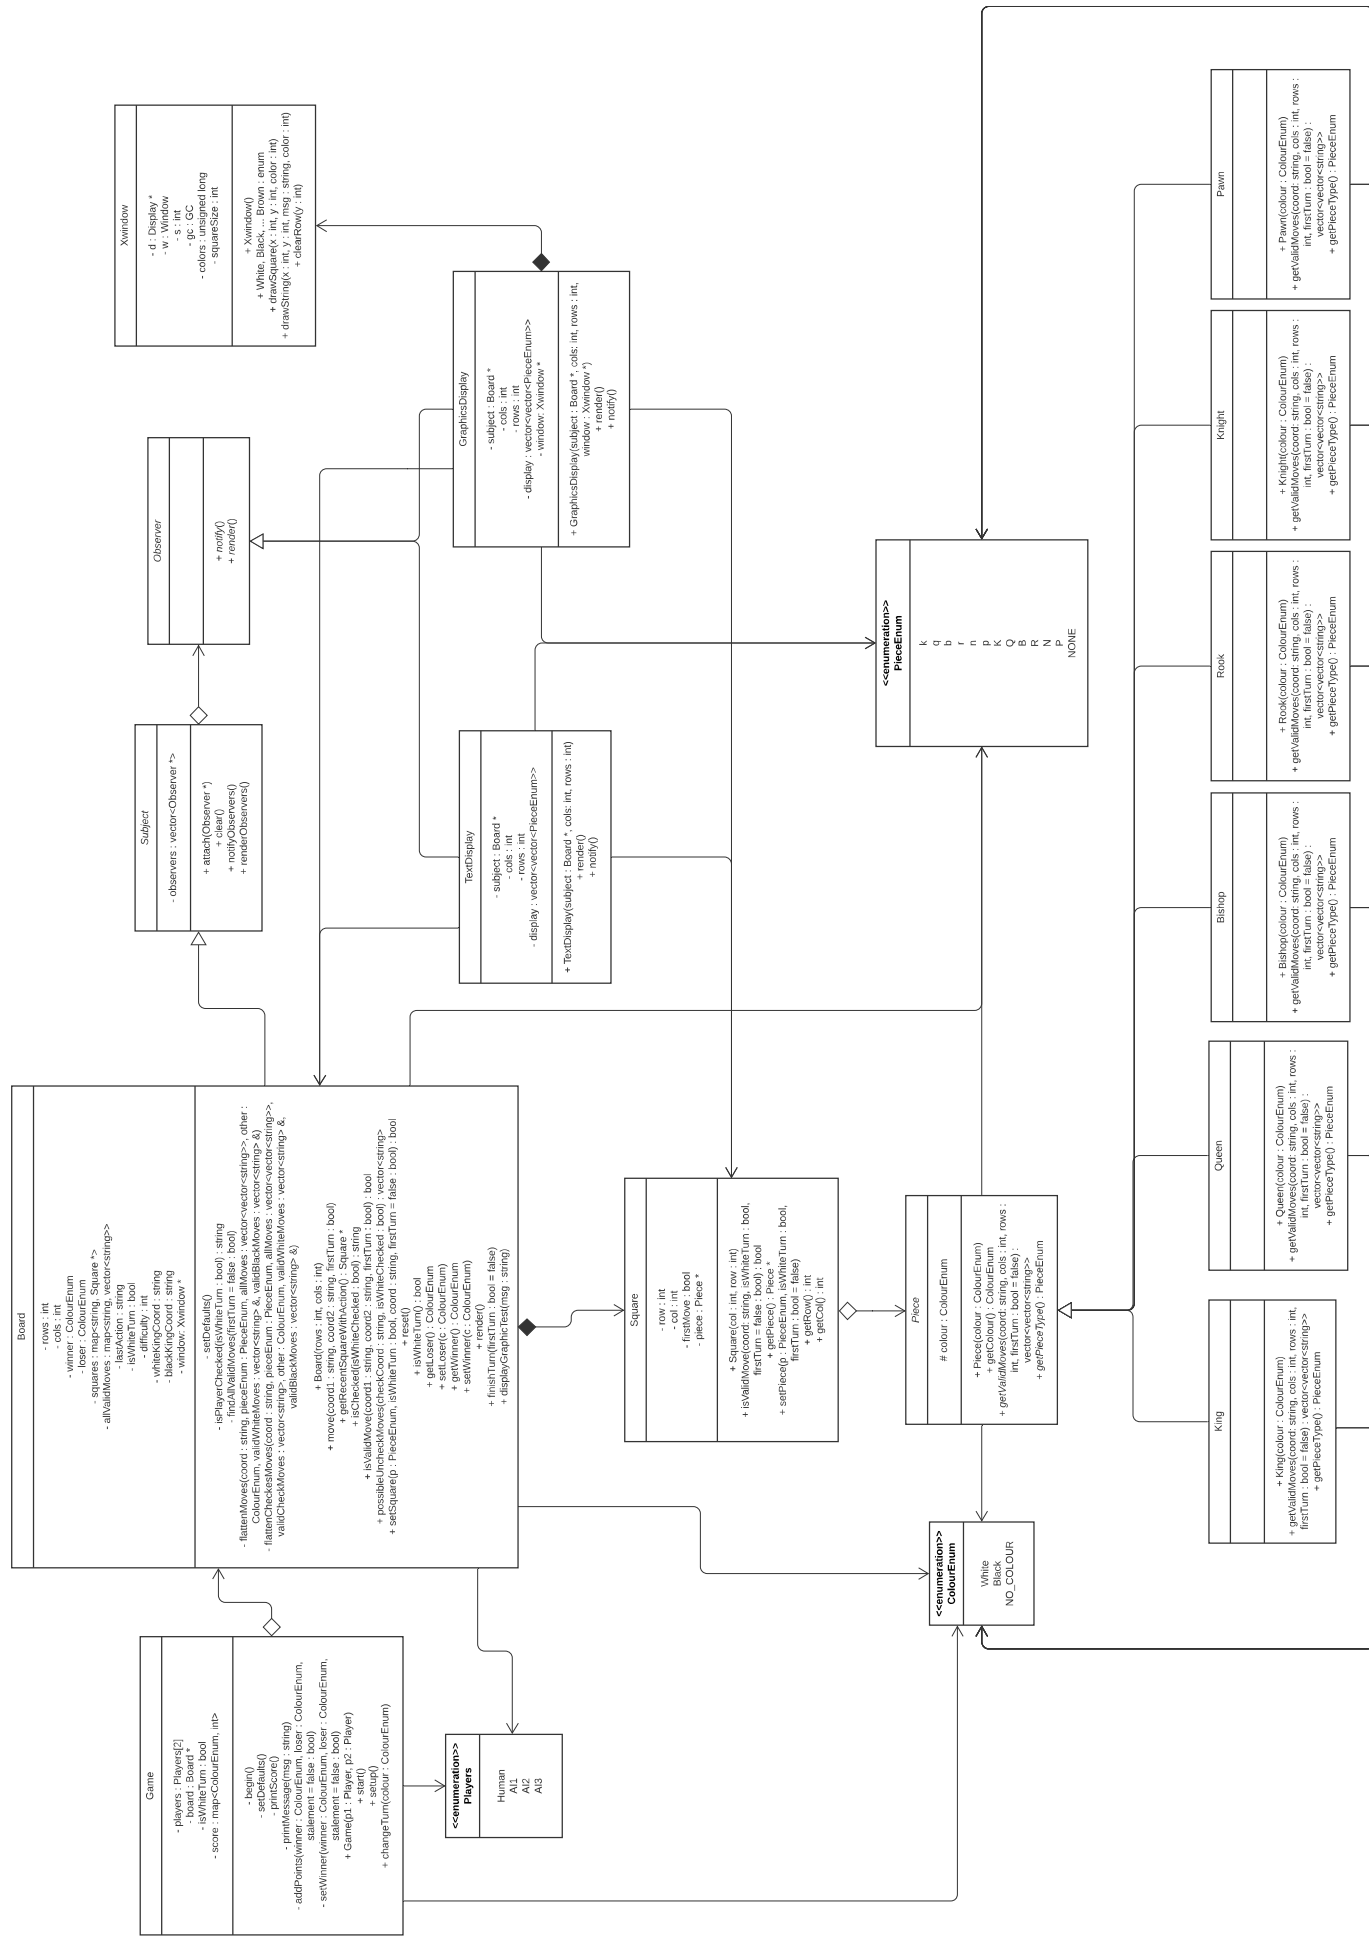 Game
- players : Players[2]
- board : Board *
- isWhiteTurn : bool
- score : map<ColourEnum, int>
- begin()
- setDefaults()
- printScore()
- printMessage(msg : string)
- addPoints(winner : ColourEnum, loser : ColourEnum,
stalement = false : bool)
- setWinner(winner : ColourEnum, loser : ColourEnum,
stalement = false : bool)
+ Game(p1 : Player, p2 : Player)
+ start()
+ setup()
+ changeTurn(colour : ColourEnum)
<<enumeration>>
Players
Human
AI1
AI2
AI3
Board
- rows : int
- cols : int
- winner : ColourEnum
- loser : ColourEnum
- squares : map<string, Square *>
- allValidMoves : map<string, vector<string>>
- lastAction : string
- isWhiteTurn : bool
- difficulty : int
- whiteKingCoord : string
- blackKingCoord : string
- window : Xwindow *
- setDefaults()
- isPlayerChecked(isWhiteTurn : bool) : string
- findAllValidMoves(firstTurn = false : bool)
- flattenMoves(coord : string, pieceEnum : PieceEnum, allMoves : vector<vector<string>>, other :
ColourEnum, validWhiteMoves : vector<string> &, validBlackMoves : vector<string> &)
- flattenCheckesMoves(coord : string, pieceEnum : PieceEnum, allMoves : vector<vector<string>>,
validCheckMoves : vector<string>, other : ColourEnum, validWhiteMoves : vector<string> &,
validBlackMoves : vector<string> &)
+ Board(rows : int, cols : int)
+ move(coord1 : string, coord2 : string, firstTurn : bool)
+ getRecentSquareWithAction() : Square *
+ isChecked(isWhiteChecked : bool) : string
+ isValidMove(coord1 : string, coord2 : string, firstTurn : bool) : bool
+ possibleUncheckMoves(checkCoord : string, isWhiteChecked : bool) : vector<string>
+ setSquare(p : PieceEnum, isWhiteTurn : bool, coord : string, firstTurn = false : bool) : bool
+ reset()
+ isWhiteTurn() : bool
+ getLoser() : ColourEnum
+ setLoser(c : ColourEnum)
+ getWinner() : ColourEnum
+ setWinner(c : ColourEnum)
+ render()
+ finishTurn(firstTurn : bool = false)
+ displayGraphicTest(msg : string)
Subject
- observers : vector<Observer *>
+ attach(Observer *)
+ clear()
+ notifyObservers()
+ renderObservers()
Observer
+ notify()
+ render()
Xwindow
- d : Display *
- w : Window
- s : int
- gc : GC
- colors : unsigned long
- squareSize : int
+ Xwindow()
+ White, Black, ... Brown : enum
+ drawSquare(x : int, y : int, color : int)
+ drawString(x : int, y : int, msg : string, color : int)
+ clearRow(y : int)
TextDisplay
- subject : Board *
- cols : int
- rows : int
- display : vector<vector<PieceEnum>>
+ TextDisplay(subject : Board *, cols: int, rows : int)
+ render()
+ notify()
GraphicsDisplay
- subject : Board *
- cols : int
- rows : int
- display : vector<vector<PieceEnum>>
- window: Xwindow *
+ GraphicsDisplay(subject : Board *, cols: int, rows : int,
window : Xwindow *)
+ render()
+ notify()
Square
- row : int
- col : int
- firstMove : bool
- piece : Piece *
+ Square(col : int, row : int)
+ isValidMove(coord: string, isWhiteTurn : bool,
firstTurn = false : bool) : bool
+ getPiece() : Piece *
+ setPiece(p : PieceEnum, isWhiteTurn : bool,
firstTurn : bool = false)
+ getRow() : int
+ getCol() : int
<<enumeration>>
ColourEnum
White
Black
NO_COLOUR
Piece
# colour : ColourEnum
+ Piece(colour : ColourEnum)
+ getColour() : ColourEnum
+ getValidMoves(coord: string, cols : int, rows :
int, firstTurn : bool = false) :
vector<vector<string>>
+ getPieceType() : PieceEnum
<<enumeration>>
PieceEnum
k
q
b
r
n
p
K
Q
B
R
N
P
NONE
King
+ King(colour : ColourEnum)
+ getValidMoves(coord: string, cols : int, rows : int,
firstTurn : bool = false) : vector<vector<string>>
+ getPieceType() : PieceEnum
Queen
+ Queen(colour : ColourEnum)
+ getValidMoves(coord: string, cols : int, rows :
int, firstTurn : bool = false) :
vector<vector<string>>
+ getPieceType() : PieceEnum
Bishop
+ Bishop(colour : ColourEnum)
+ getValidMoves(coord: string, cols : int, rows :
int, firstTurn : bool = false) :
vector<vector<string>>
+ getPieceType() : PieceEnum
Rook
+ Rook(colour : ColourEnum)
+ getValidMoves(coord: string, cols : int, rows :
int, firstTurn : bool = false) :
vector<vector<string>>
+ getPieceType() : PieceEnum
Knight
+ Knight(colour : ColourEnum)
+ getValidMoves(coord: string, cols : int, rows :
int, firstTurn : bool = false) :
vector<vector<string>>
+ getPieceType() : PieceEnum
Pawn
+ Pawn(colour : ColourEnum)
+ getValidMoves(coord: string, cols : int, rows :
int, firstTurn : bool = false) :
vector<vector<string>>
+ getPieceType() : PieceEnum